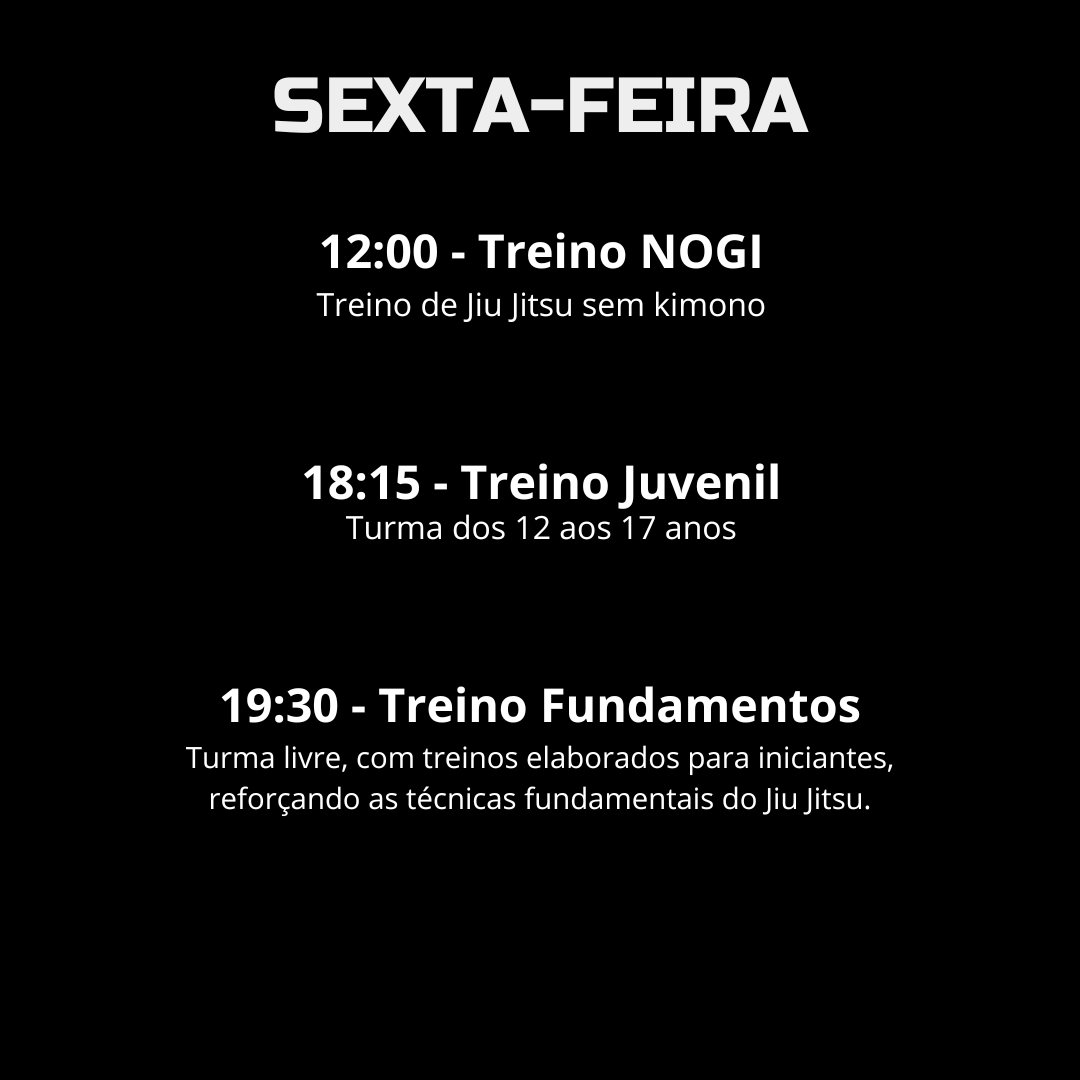 SEXTA-FEIRA
12:00 - Treino NOGI
Treino de Jiu Jitsu sem kimono
18:15 - Treino Juvenil
Turma dos 12 aos 17 anos
19:30 - Treino Fundamentos
Turma livre, com treinos elaborados para iniciantes,
reforçando as técnicas fundamentais do Jiu Jitsu.